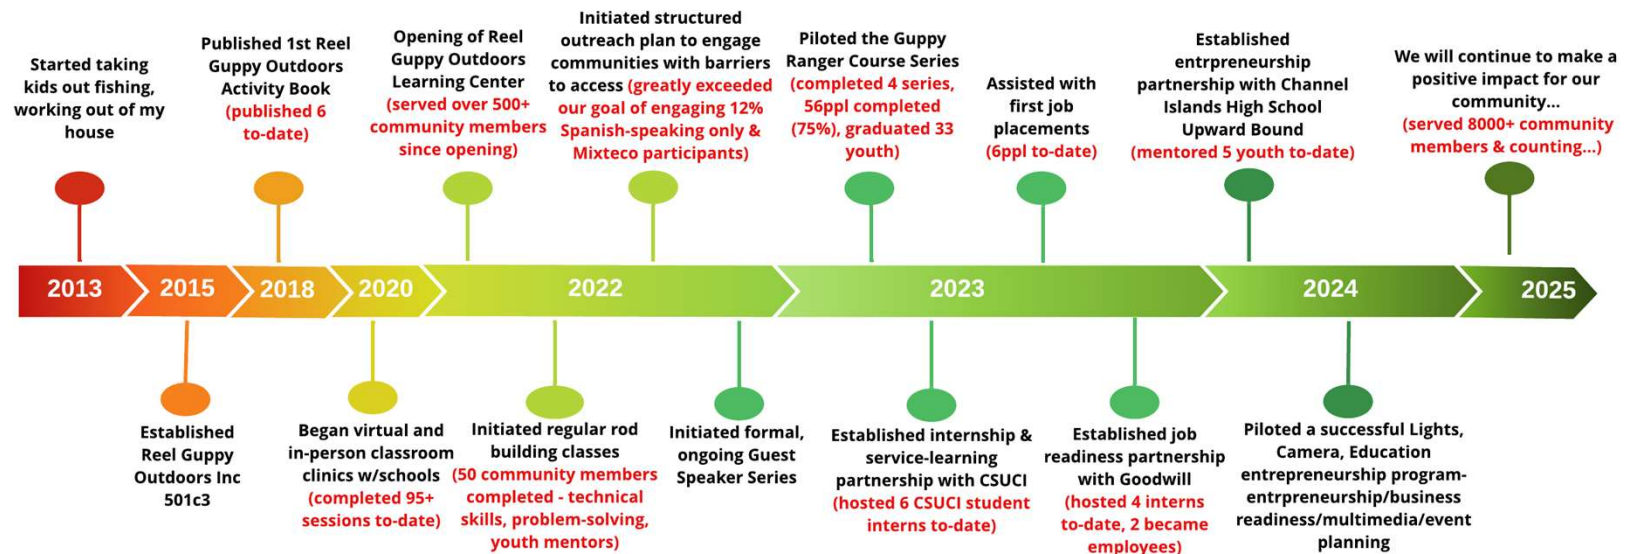 Started taking
kids out fishing,
working out of my
house
Published 1st Reel
Guppy Outdoors
Activity Book
(published 6
to-date)
Opening of Reel
Guppy Outdoors
Learning Center
(served over 500+
community members
since opening)
Initiated structured
outreach plan to engage
communities with barriers
to access (greatly exceeded
our goal of engaging 12%
Spanish-speaking only &
Mixteco participants)
Piloted the Guppy
Ranger Course Series
(completed 4 series,
56ppl completed
(75%), graduated 33
youth)
Assisted with
first job
placements
(6ppl to-date)
Established
entrpreneurship
partnership with Channel
Islands High School
Upward Bound
(mentored 5 youth to-date)
We will continue to make a
positive impact for our
community...
(served 8000+ community
members & counting...)
2013
2015
2018
2020
2022
2023
2024
2025
Established
Reel Guppy
Outdoors Inc
501c3
Began virtual and
in-person classroom
clinics w/schools
(completed 95+
sessions to-date)
Initiated regular rod
building classes
(50 community members
completed - technical
skills, problem-solving,
youth mentors)
Initiated formal,
ongoing Guest
Speaker Series
Established internship &
service-learning
partnership with CSUCI
(hosted 6 CSUCI student
interns to-date)
Established job
readiness partnership
with Goodwill
(hosted 4 interns
to-date, 2 became
employees)
Piloted a successful Lights,
Camera, Education
entrepreneurship program-
entrpreneurship/business
readiness/multimedia/event
planning